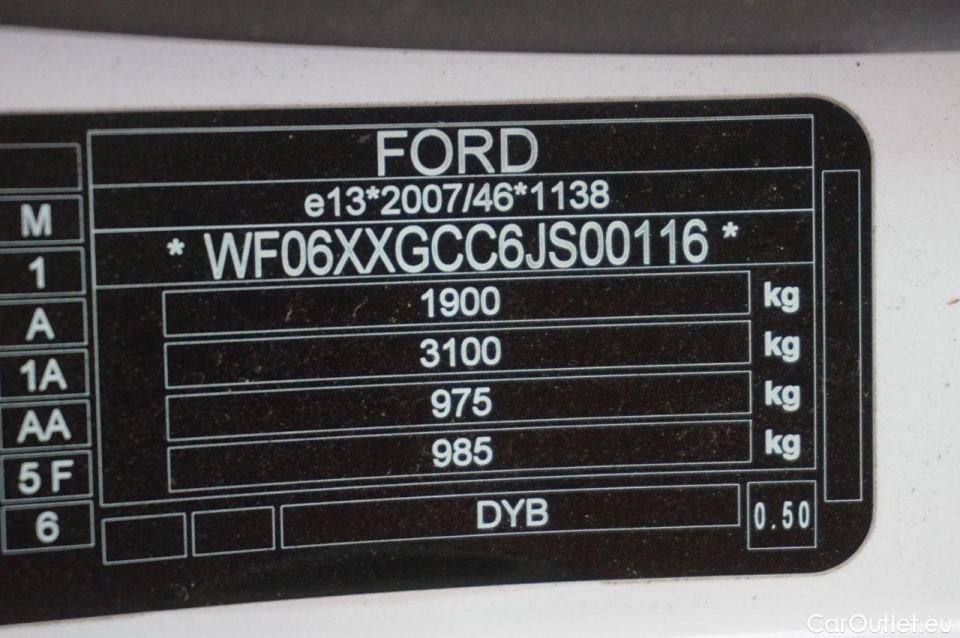 FORD
e13*2007/46*1138
* WF06XXGCC6JS00116 *
1900 kg
3100 kg
975 kg
985 kg
DYB
0.50
M
1
A
1A
AA
5 F
6
CarOutlet.eu